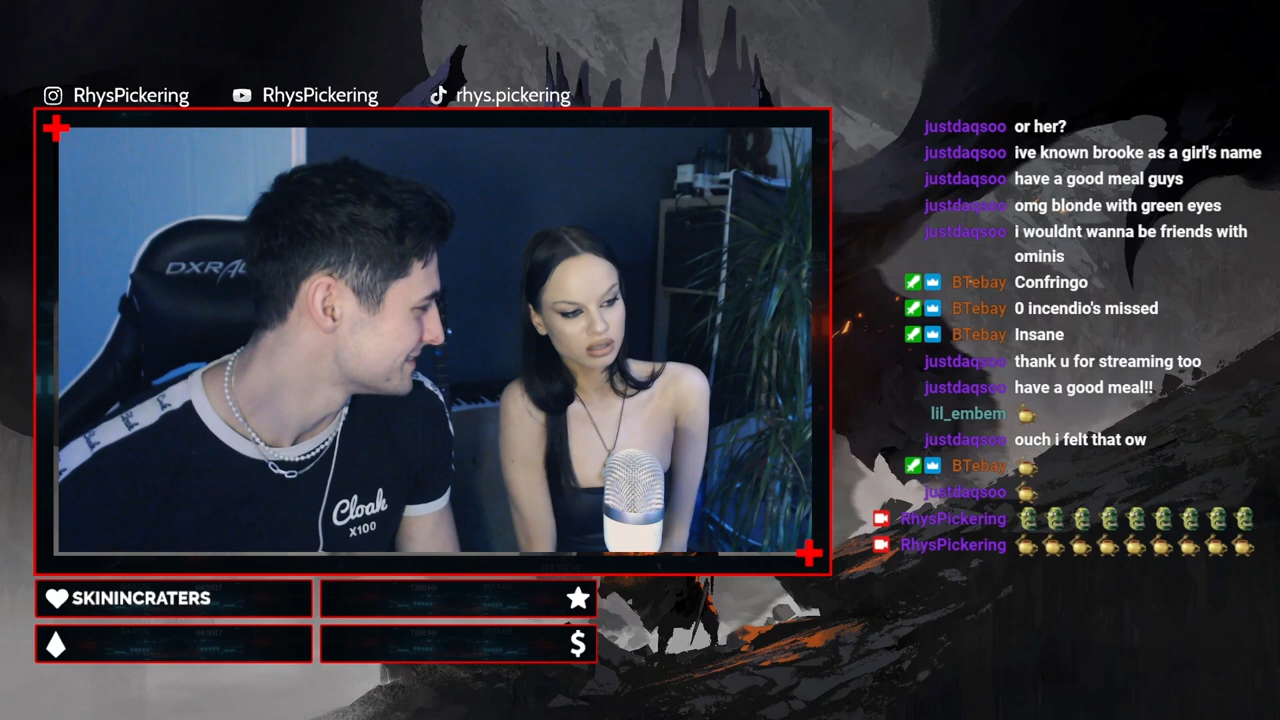 RhysPickering RhysPickering rhys.pickering
DXRA
Cloak
X100
SKININCRATERS
$
justdaqsoo or her?
justdaqsoo ive known brooke as a girl's name
justdaqsoo have a good meal guys
justdaqsoo omg blonde with green eyes
justdaqsoo i wouldnt wanna be friends with
ominis
BTebay Confringo
BTebay 0 incendio's missed
BTebay Insane
justdaqsoo thank u for streaming too
justdaqsoo have a good meal!!
lil_embem
justdaqsoo ouch i felt that ow
BTebay
justdaqsoo
RhysPickering
RhysPickering